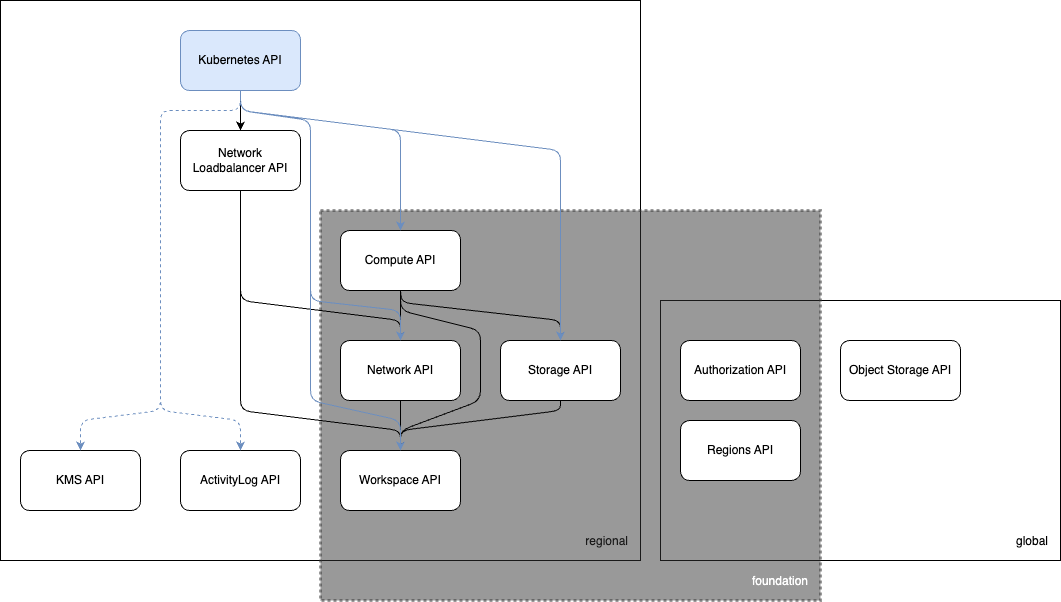 Kubernetes API
Network
Loadbalancer API
Compute API
Network API
Storage API
Authorization API
Object Storage API
Regions API
KMS API
ActivityLog API
Workspace API
regional
global
foundation